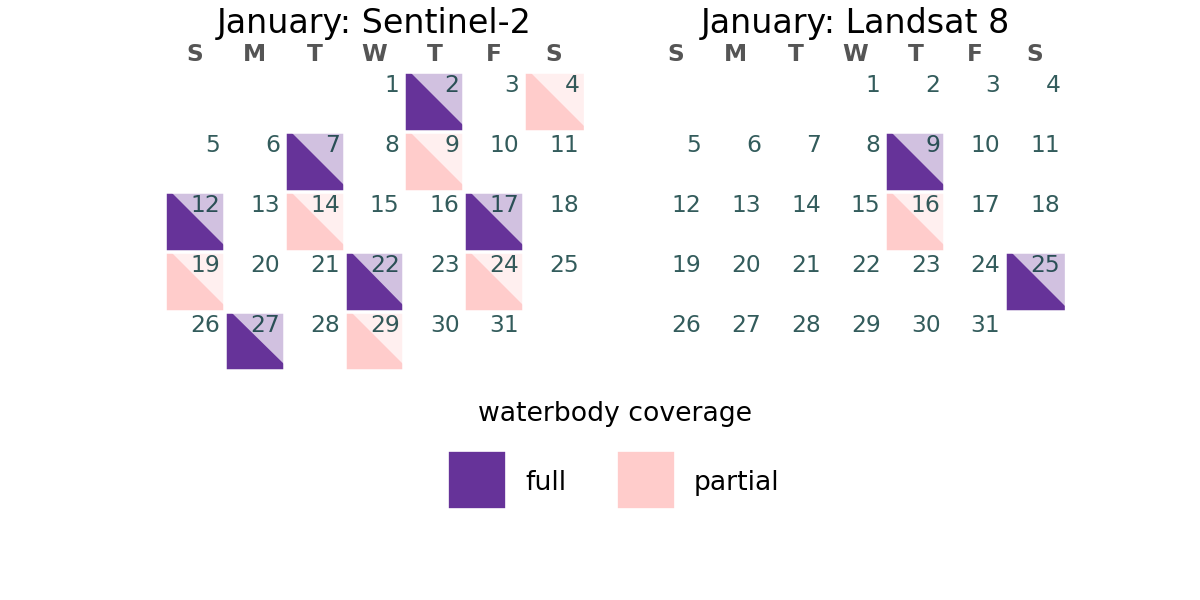 January: Sentinel-2
S M T W T F S
1 2 3 4
5 6 7 8 9 10 11
12 13 14 15 16 17 18
19 20 21 22 23 24 25
26 27 28 29 30 31
January: Landsat 8
S M T W T F S
1 2 3 4
5 6 7 8 9 10 11
12 13 14 15 16 17 18
19 20 21 22 23 24 25
26 27 28 29 30 31
waterbody coverage
full partial